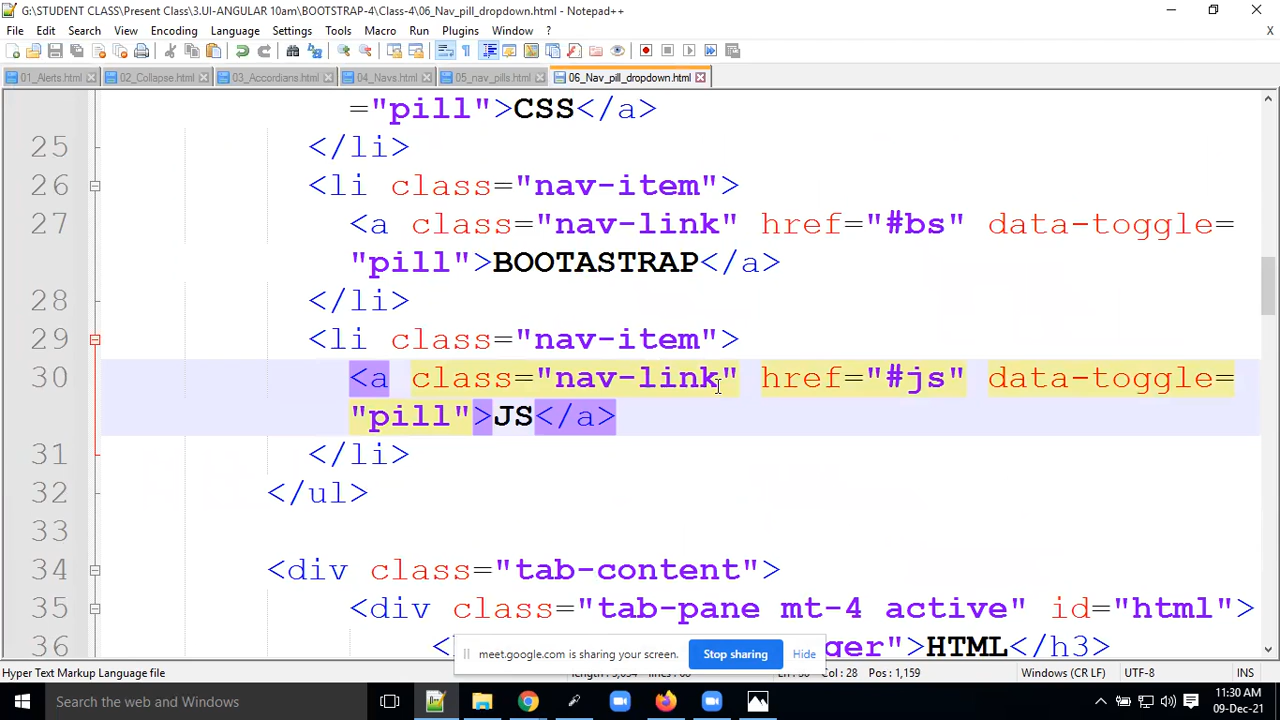 G:\STUDENT CLASS\Present Class\3.UI-ANGULAR 10am\BOOTSTRAP-4\Class-4\06_Nav_pill_dropdown.html - Notepad++
File Edit Search View Encoding Language Settings Tools Macro Run Plugins Window ? X
01_Alerts.html 02_Collapse.html 03_Accordians.html 04_Navs.html 05_nav_pills.html 06_Nav_pill_dropdown.html
="pill">CSS</a>
25 </li>
26 <li class="nav-item">
27 <a class="nav-link" href="#bs" data-toggle=
"pill">BOOTASTRAP</a>
28 </li>
29 <li class="nav-item">
30 <a class="nav-link" href="#js" data-toggle=
"pill">JS</a>
31 </li>
32 </ul>
33
34 <div class="tab-content">
35 <div class="tab-pane mt-4 active" id="html">
36 ">HTML</h3>
meet.google.com is sharing your screen. Stop sharing Hide
Hyper Text Markup Language file Col : 28 Pos : 1,159 Windows (CR LF) UTF-8 INS
Search the web and Windows
11:30 AM
09-Dec-21